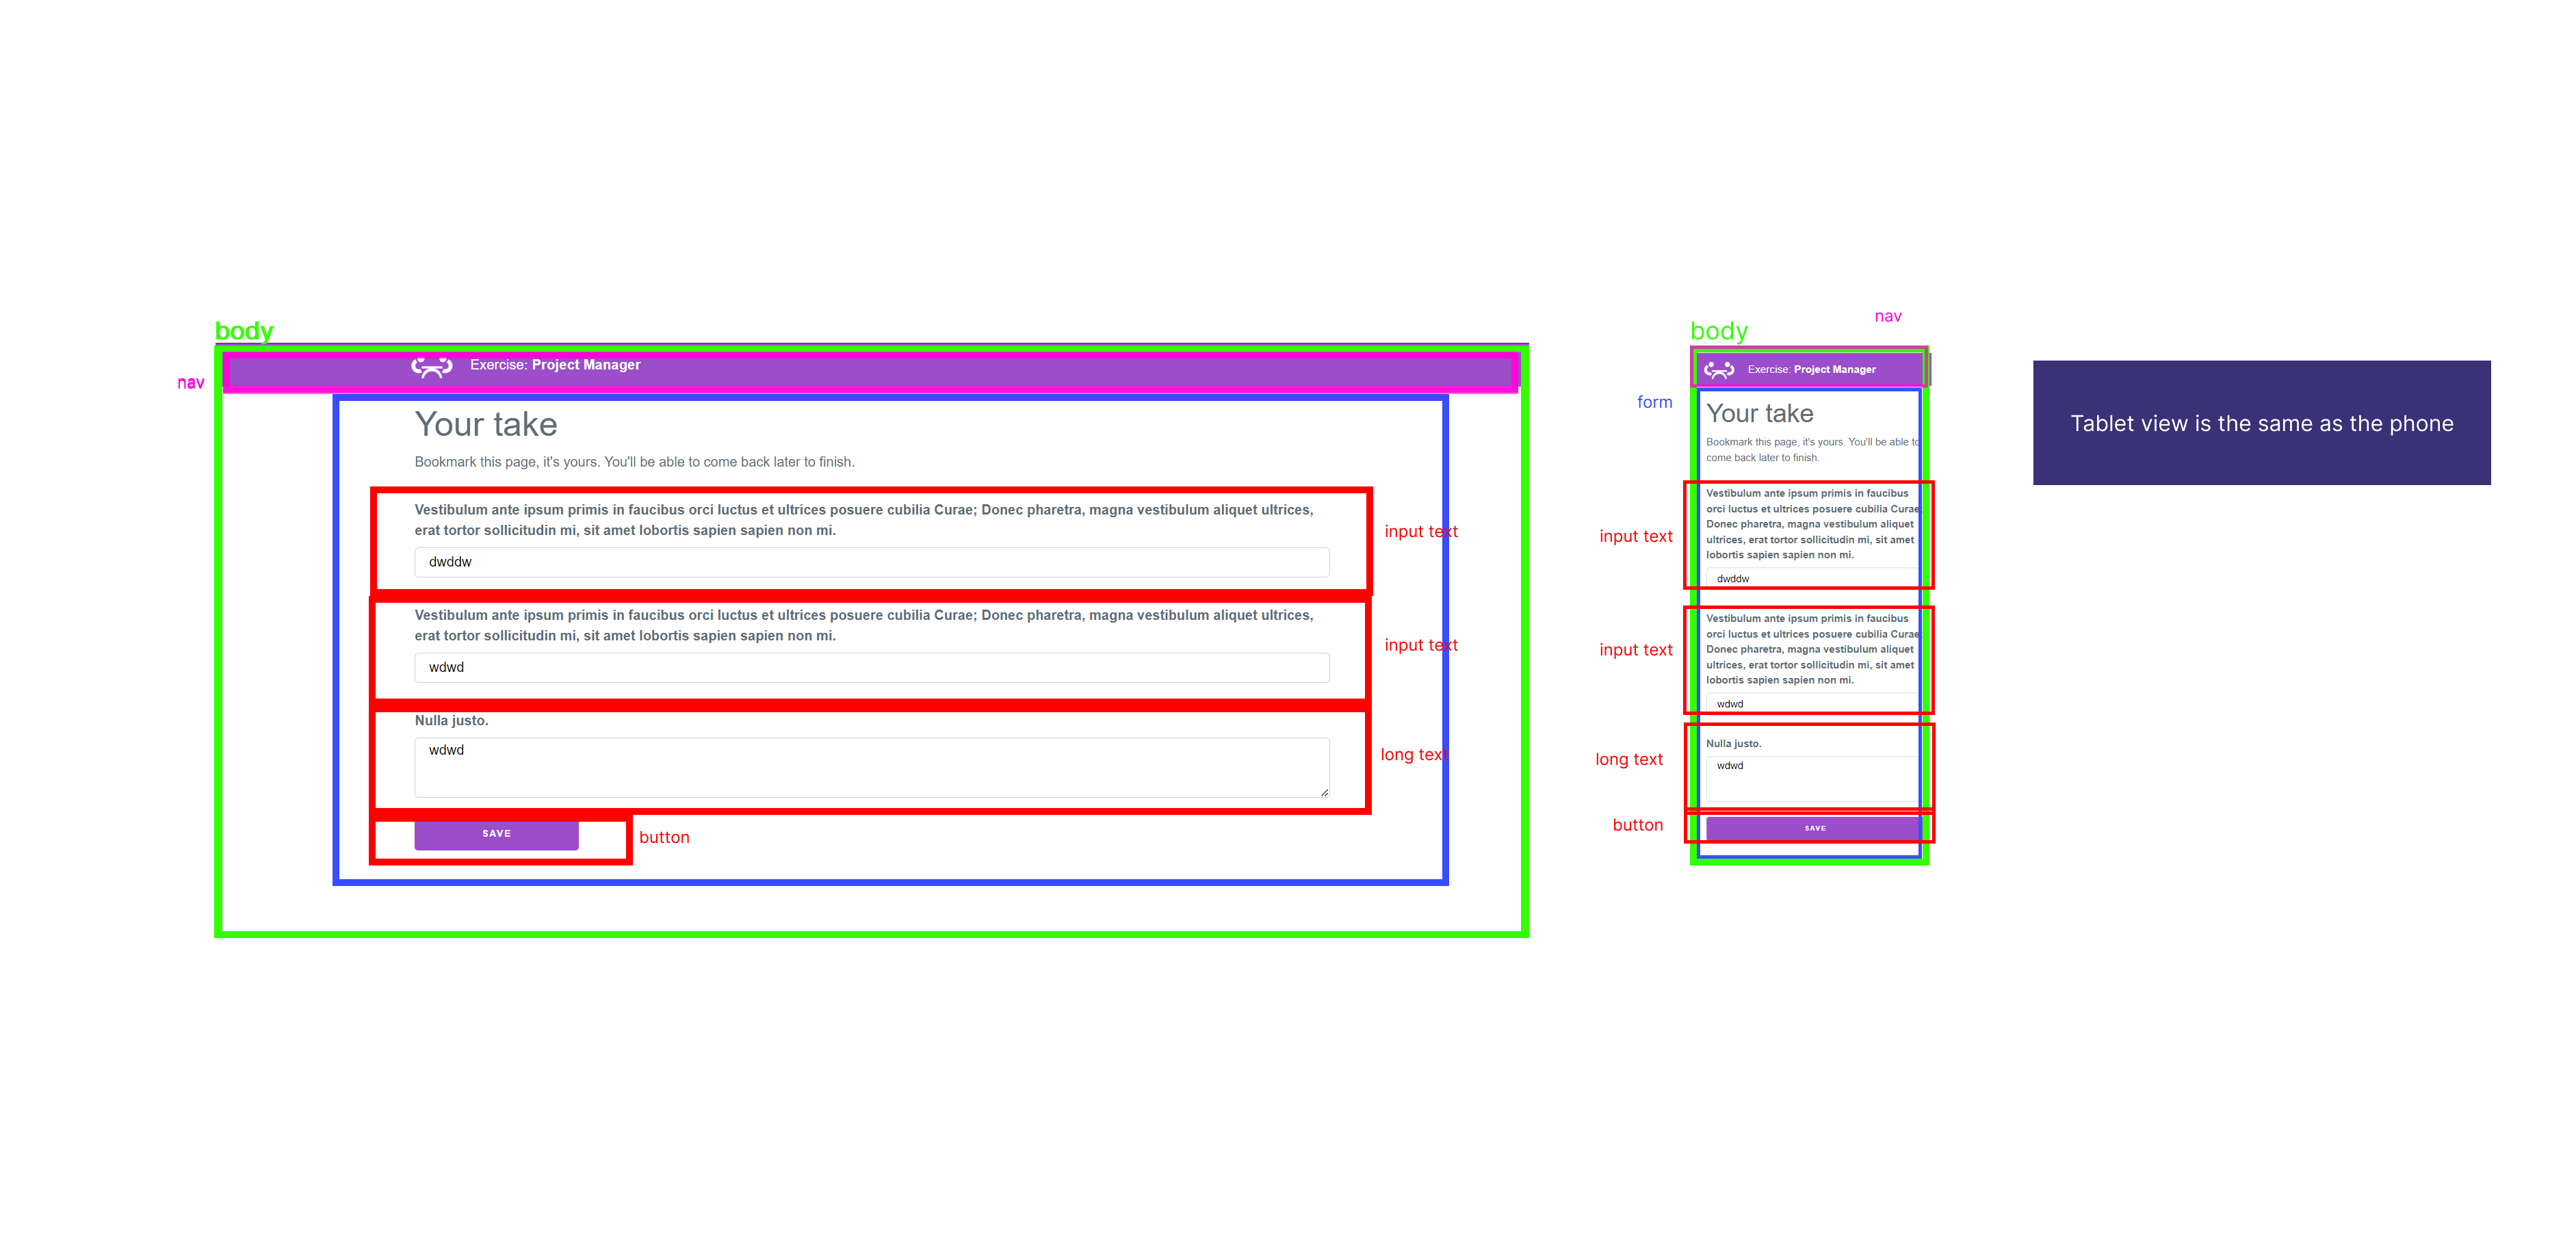 body
nav
Exercise: Project Manager
Your take
Bookmark this page, it's yours. You'll be able to come back later to finish.
Vestibulum ante ipsum primis in faucibus orci luctus et ultrices posuere cubilia Curae; Donec pharetra, magna vestibulum aliquet ultrices,
erat tortor sollicitudin mi, sit amet lobortis sapien sapien non mi.
dwddw
input text
Vestibulum ante ipsum primis in faucibus orci luctus et ultrices posuere cubilia Curae; Donec pharetra, magna vestibulum aliquet ultrices,
erat tortor sollicitudin mi, sit amet lobortis sapien sapien non mi.
wdwd
input text
Nulla justo.
wdwd
long text
SAVE
button
nav
body
Exercise: Project Manager
form
Your take
Bookmark this page, it's yours. You'll be able to
come back later to finish.
Vestibulum ante ipsum primis in faucibus
orci luctus et ultrices posuere cubilia Curae;
Donec pharetra, magna vestibulum aliquet
ultrices, erat tortor sollicitudin mi, sit amet
lobortis sapien sapien non mi.
dwddw
input text
Vestibulum ante ipsum primis in faucibus
orci luctus et ultrices posuere cubilia Curae;
Donec pharetra, magna vestibulum aliquet
ultrices, erat tortor sollicitudin mi, sit amet
lobortis sapien sapien non mi.
wdwd
input text
Nulla justo.
wdwd
long text
SAVE
button
Tablet view is the same as the phone